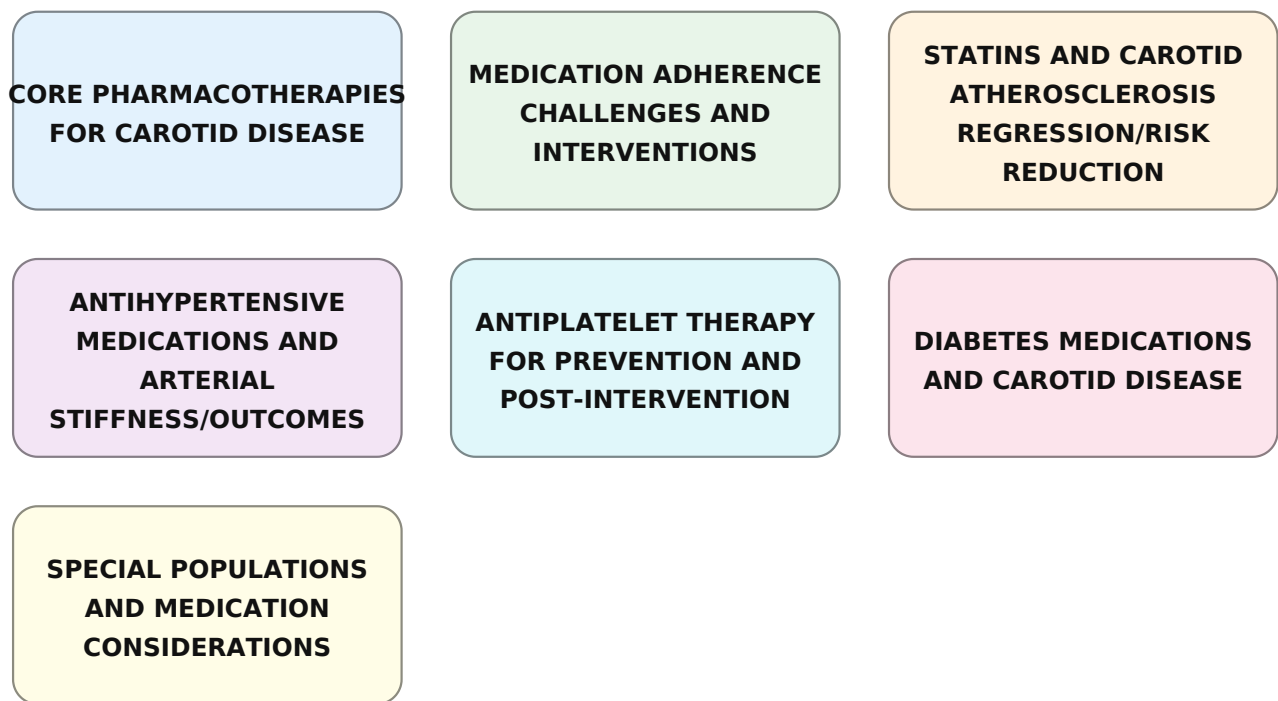 CORE PHARMACOTHERAPIES
FOR CAROTID DISEASE
MEDICATION ADHERENCE
CHALLENGES AND
INTERVENTIONS
STATINS AND CAROTID
ATHEROSCLEROSIS
REGRESSION/RISK
REDUCTION
ANTIHYPERTENSIVE
MEDICATIONS AND
ARTERIAL
STIFFNESS/OUTCOMES
ANTIPLATELET THERAPY
FOR PREVENTION AND
POST-INTERVENTION
DIABETES MEDICATIONS
AND CAROTID DISEASE
SPECIAL POPULATIONS
AND MEDICATION
CONSIDERATIONS